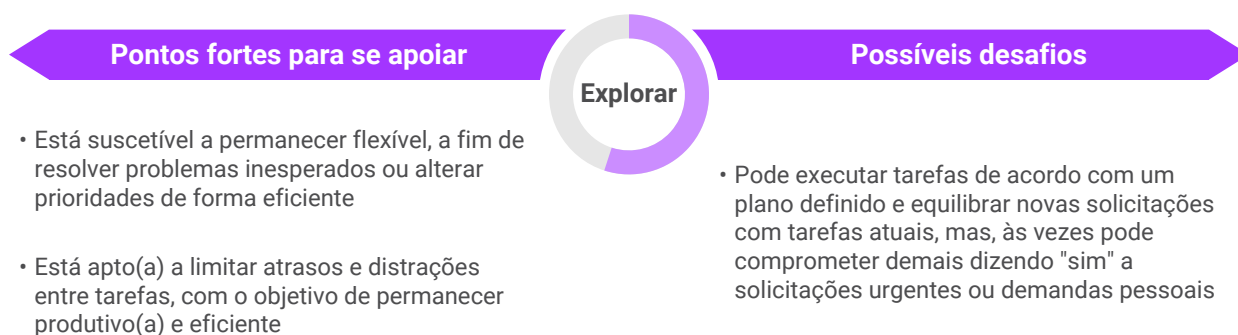 Pontos fortes para se apoiar
Explorar
Possíveis desafios
• Está suscetível a permanecer flexível, a fim de
resolver problemas inesperados ou alterar
prioridades de forma eficiente
• Está apto(a) a limitar atrasos e distrações
entre tarefas, com o objetivo de permanecer
produtivo(a) e eficiente
• Pode executar tarefas de acordo com um
plano definido e equilibrar novas solicitações
com tarefas atuais, mas, às vezes pode
comprometer demais dizendo "sim" a
solicitações urgentes ou demandas pessoais